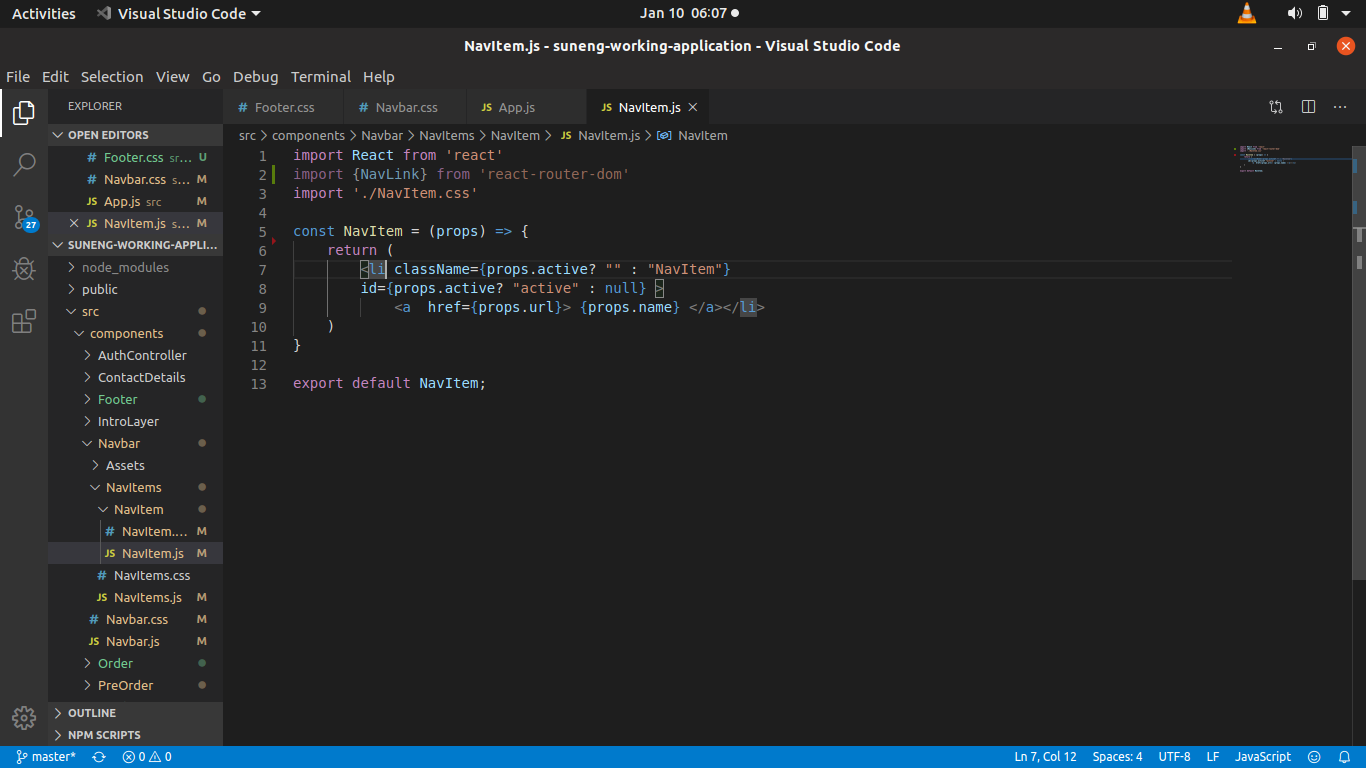 Activities Visual Studio Code Jan 10 06:07
NavItem.js - suneng-working-application - Visual Studio Code
File Edit Selection View Go Debug Terminal Help
EXPLORER
OPEN EDITORS
# Footer.css sr... U
# Navbar.css s... M
JS App.js src M
JS NavItem.js s... M
SUNENG-WORKING-APPLI...
node_modules
public
src
components
AuthController
ContactDetails
Footer
IntroLayer
Navbar
Assets
NavItems
NavItem
# NavItem.... M
JS NavItem.js M
# NavItems.css
JS NavItems.js M
# Navbar.css M
JS Navbar.js M
Order
PreOrder
OUTLINE
NPM SCRIPTS
27
# Footer.css # Navbar.css JS App.js JS NavItem.js
src > components > Navbar > NavItems > NavItem > JS NavItem.js > NavItem
1 import React from 'react'
2 import {NavLink} from 'react-router-dom'
3 import './NavItem.css'
4
5 const NavItem = (props) => {
6 return (
7 <li className={props.active? "" : "NavItem"}
8 id={props.active? "active" : null} >
9 <a  href={props.url}> {props.name} </a></li>
10 )
11 }
12
13 export default NavItem;
master* 0 0 Ln 7, Col 12 Spaces: 4 UTF-8 LF JavaScript